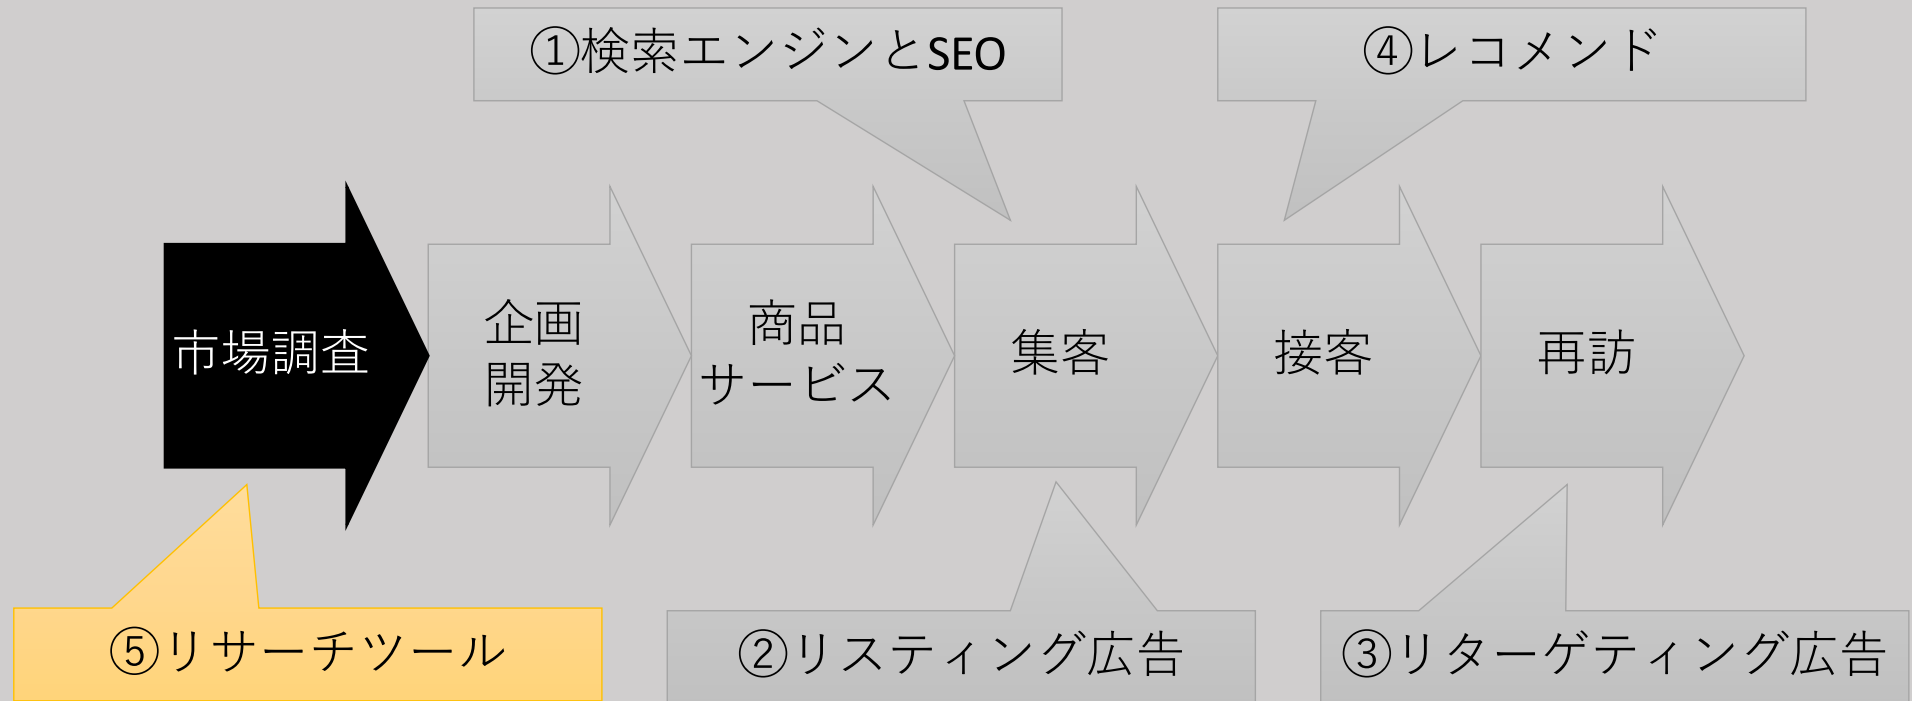 ①検索エンジンとSEO
④レコメンド
市場調査
企画
開発
商品
サービス
集客
接客
再訪
⑤リサーチツール
②リスティング広告
③リターゲティング広告